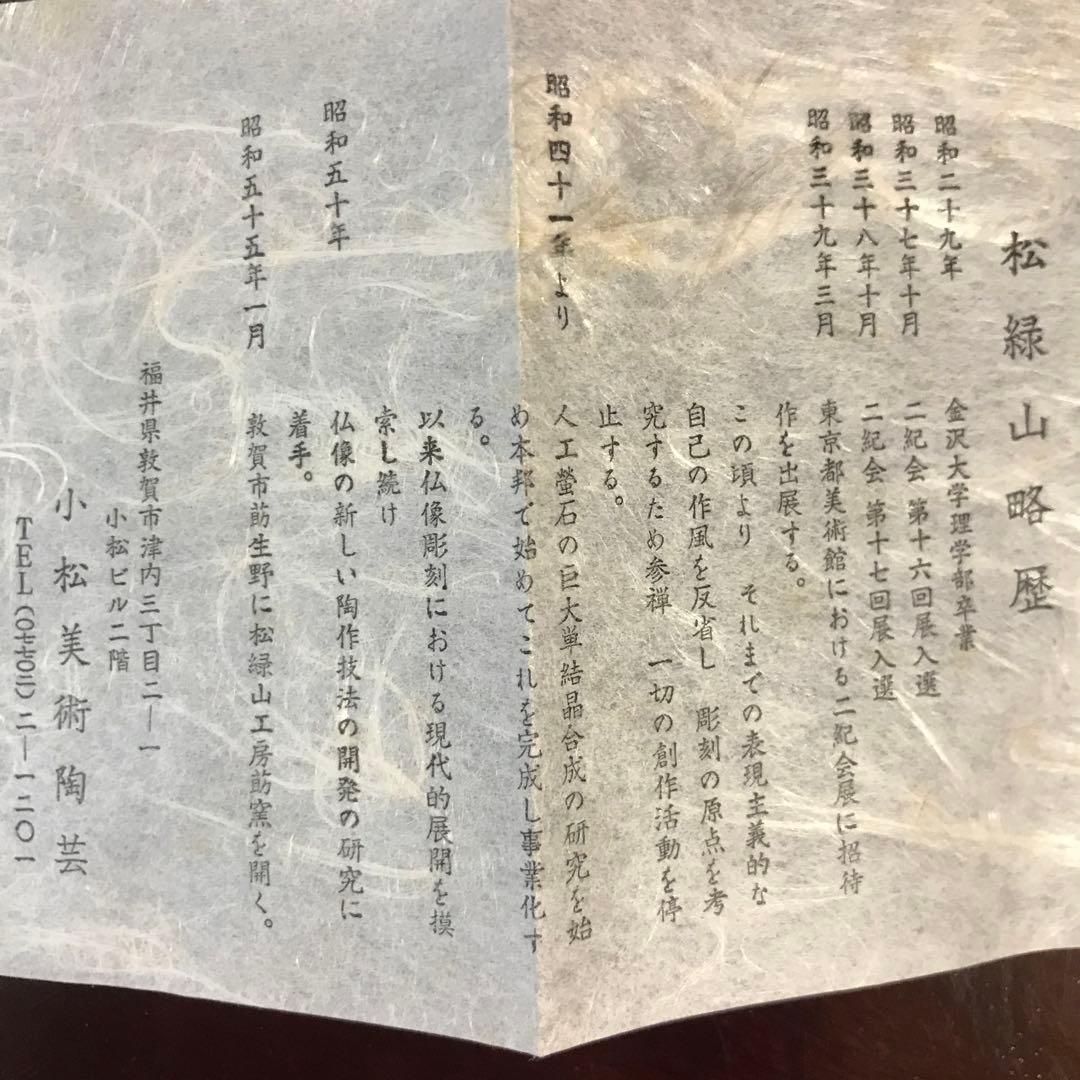 松緑山略歴
昭和二十九年 金沢大学理学部卒業
昭和三十七年十月 二紀会 第十六回展入選
昭和三十八年十月 二紀会 第十七回展入選
昭和三十九年三月 東京都美術館における二紀会展に招待
作を出展する。
この頃より それまでの表現主義的な
自己の作風を反省し 彫刻の原点を考
究するため参禅 一切の創作活動を停
止する。
昭和四十一年より 人工螢石の巨大単結晶合成の研究を始
め本邦で始めてこれを完成し事業化す
る。
以来仏像彫刻における現代的展開を摸
索し続け
昭和五十年 仏像の新しい陶作技法の開発の研究に
着手。
昭和五十五年一月 敦賀市莇生野に松緑山工房莇窯を開く。
福井県敦賀市津内三丁目二―一
小松ビル二階
小松美術陶芸
TEL(〇七七〇二)二―一二〇一